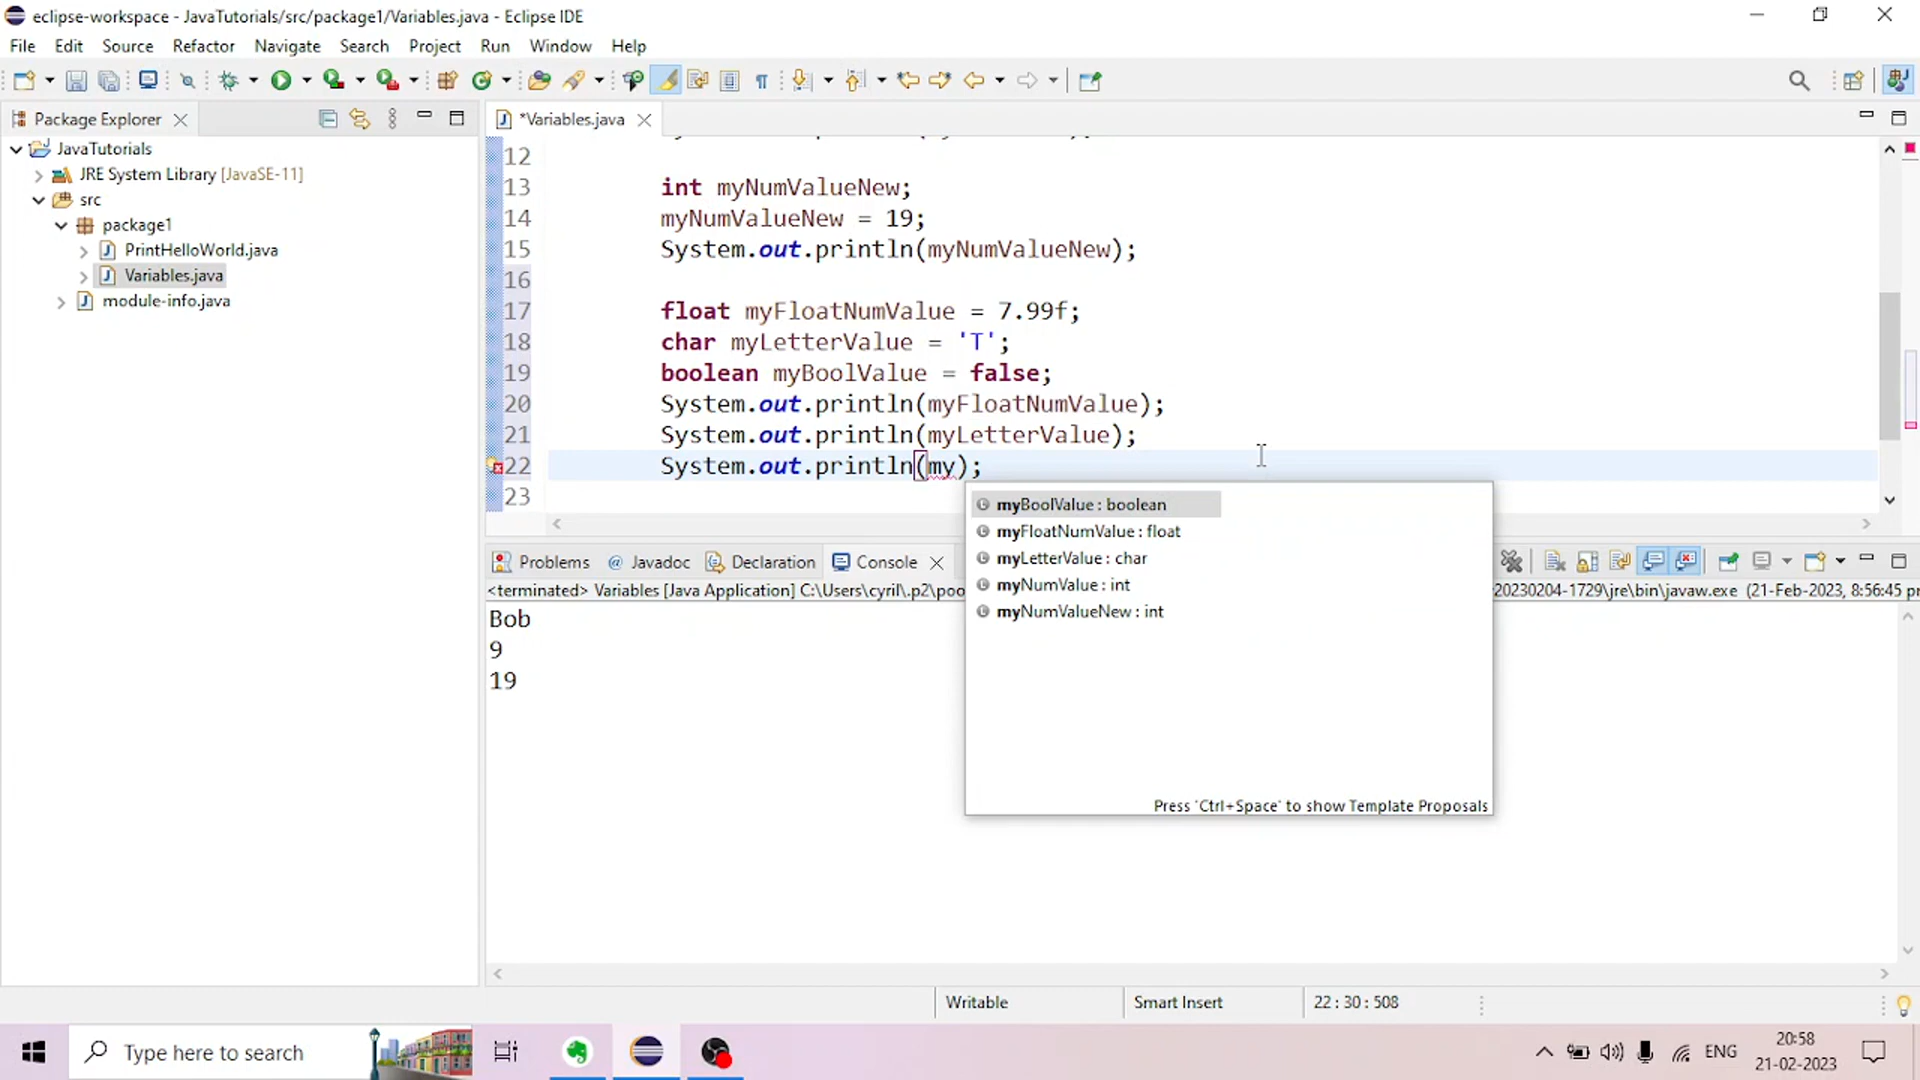 eclipse-workspace - JavaTutorials/src/package1/Variables.java - Eclipse IDE
File Edit Source Refactor Navigate Search Project Run Window Help
Package Explorer
JavaTutorials
JRE System Library [JavaSE-11]
src
package1
PrintHelloWorld.java
Variables.java
module-info.java
*Variables.java
12
13 int myNumValueNew;
14 myNumValueNew = 19;
15 System.out.println(myNumValueNew);
16
17 float myFloatNumValue = 7.99f;
18 char myLetterValue = 'T';
19 boolean myBoolValue = false;
20 System.out.println(myFloatNumValue);
21 System.out.println(myLetterValue);
22 System.out.println(my);
23
myBoolValue : boolean
myFloatNumValue : float
myLetterValue : char
myNumValue : int
myNumValueNew : int
Press 'Ctrl+Space' to show Template Proposals
Problems Javadoc Declaration Console
<terminated> Variables [Java Application] C:\Users\cyril\.p2\poo 20230204-1729\jre\bin\javaw.exe (21-Feb-2023, 8:56:45 pr
Bob
9
19
Writable Smart Insert 22 : 30 : 508
Type here to search
ENG
20:58
21-02-2023